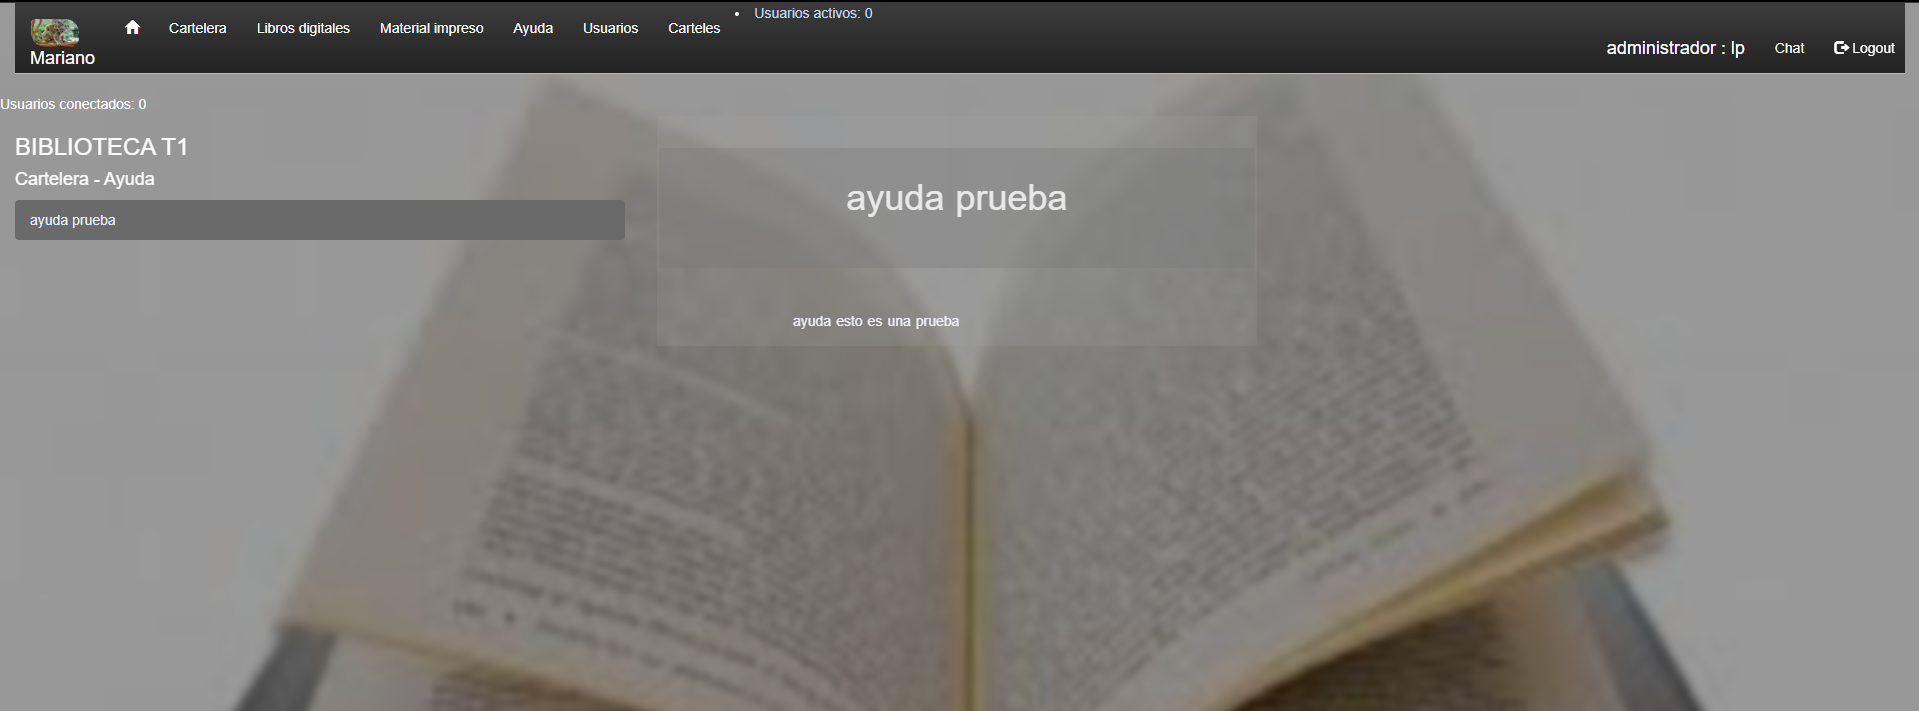 Mariano
Cartelera
Libros digitales
Material impreso
Ayuda
Usuarios
Carteles
Usuarios activos: 0
administrador : lp
Chat
Logout
Usuarios conectados: 0
BIBLIOTECA T1
Cartelera - Ayuda
ayuda prueba
ayuda prueba
ayuda esto es una prueba